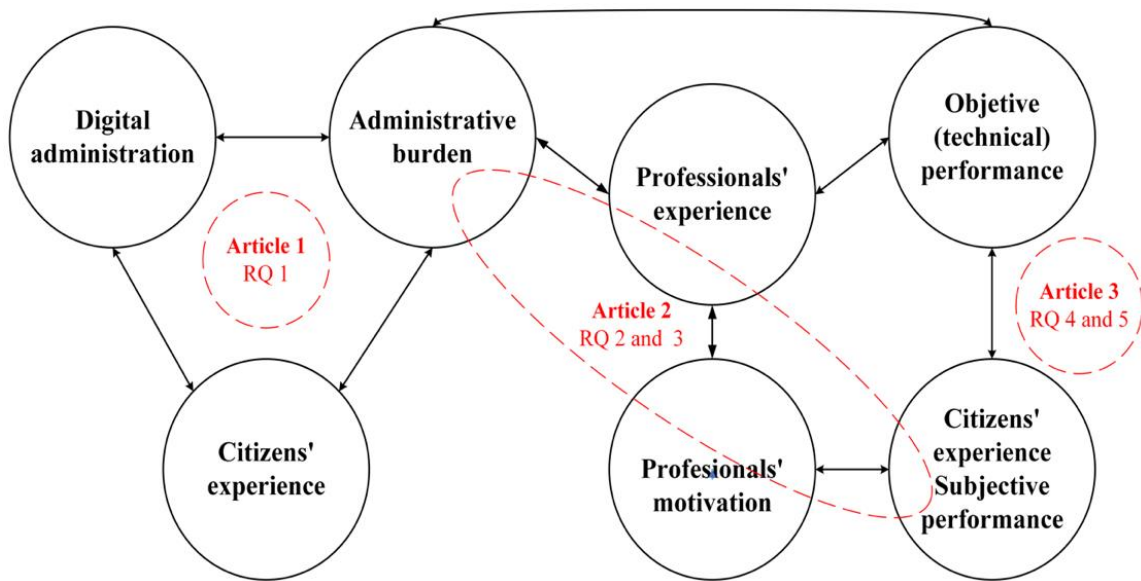 Digital
administration
Administrative
burden
Professionals'
experience
Objetive
(technical)
performance
Article 1
RQ 1
Article 2
RQ 2 and 3
Article 3
RQ 4 and 5
Citizens'
experience
Profesionals'
motivation
Citizens'
experience
Subjective
performance